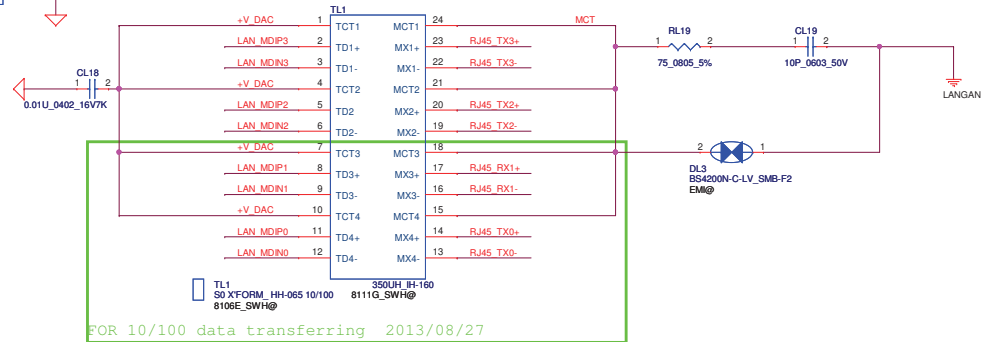 TL1
+V_DAC 1 TCT1 MCT1 24 MCT
LAN_MDIP3 2 TD1+ MX1+ 23 RJ45_TX3+
LAN_MDIN3 3 TD1- MX1- 22 RJ45_TX3-
+V_DAC 4 TCT2 MCT2 21
LAN_MDIP2 5 TD2 MX2+ 20 RJ45_TX2+
LAN_MDIN2 6 TD2- MX2- 19 RJ45_TX2-
+V_DAC 7 TCT3 MCT3 18
LAN_MDIP1 8 TD3+ MX3+ 17 RJ45_RX1+
LAN_MDIN1 9 TD3- MX3- 16 RJ45_RX1-
+V_DAC 10 TCT4 MCT4 15
LAN_MDIP0 11 TD4+ MX4+ 14 RJ45_TX0+
LAN_MDIN0 12 TD4- MX4- 13 RJ45_TX0-
CL18
1 2
0.01U_0402_16V7K
RL19
1 2
75_0805_5%
CL19
1 2
10P_0603_50V
LANGAN
2 1
DL3
BS4200N-C-LV_SMB-F2
EMI@
TL1
S0 X'FORM_ HH-065 10/100
8106E_SWH@
350UH_IH-160
8111G_SWH@
FOR 10/100 data transferring 2013/08/27